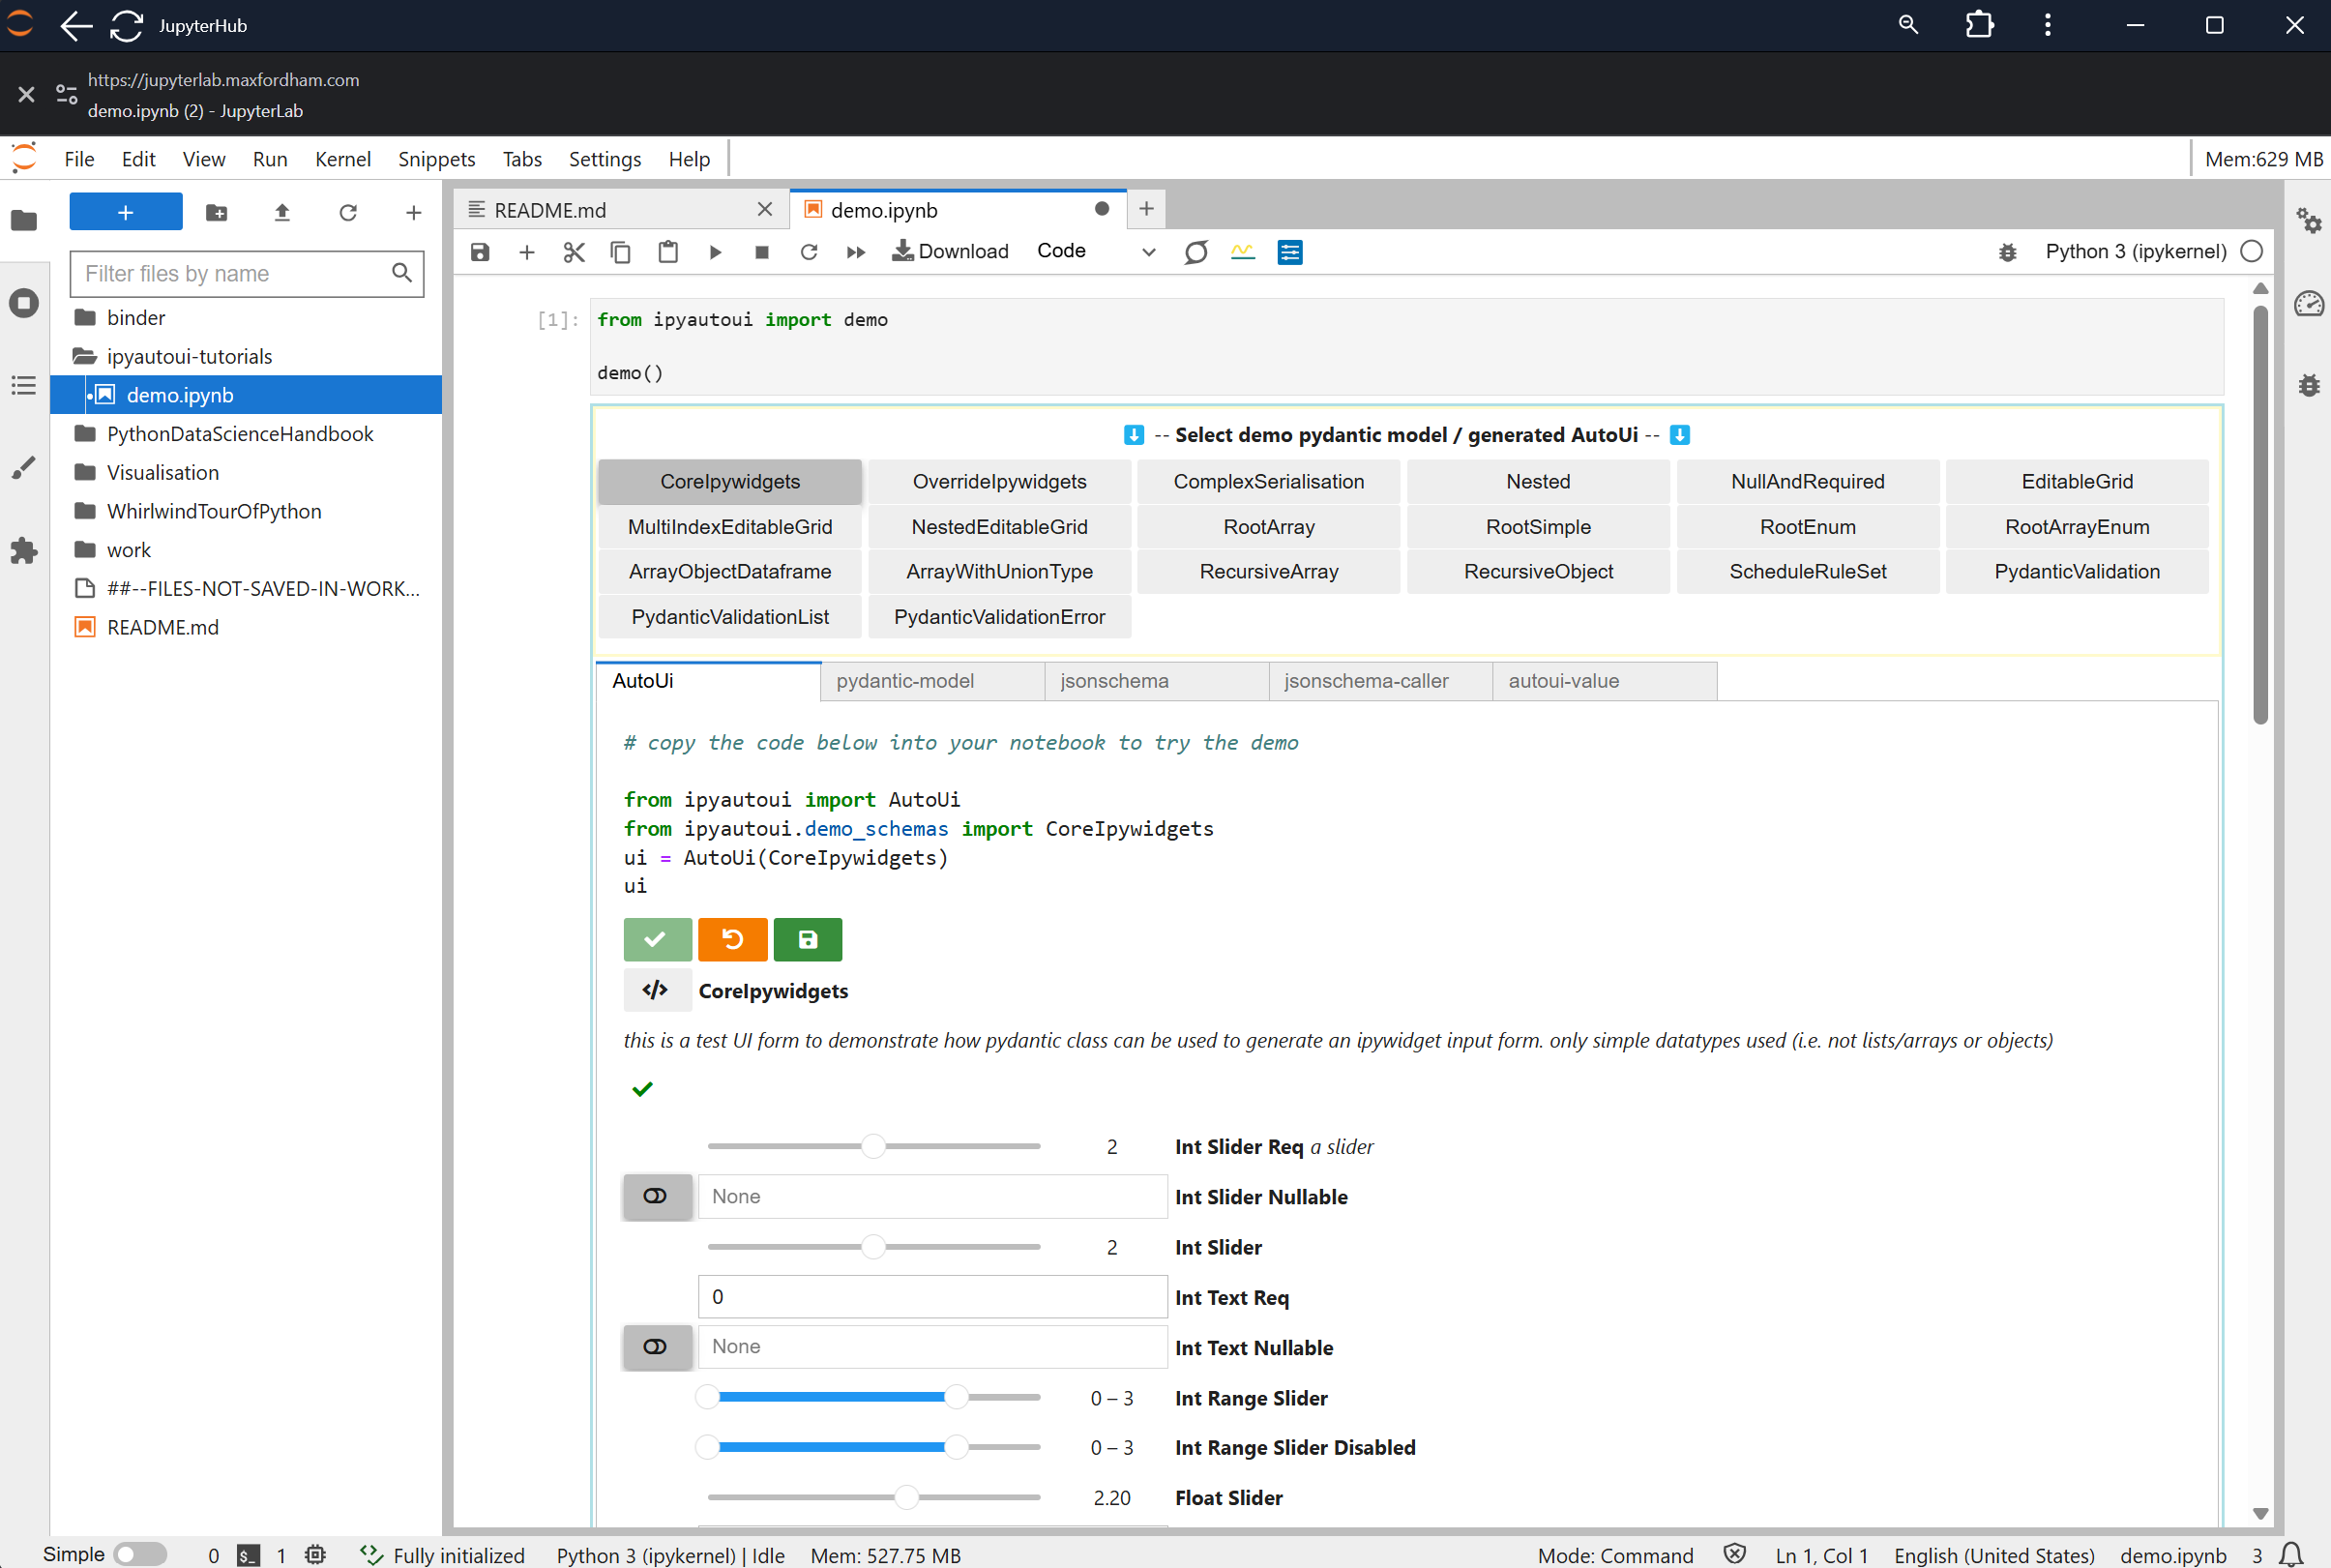 JupyterHub
https://jupyterlab.maxfordham.com
demo.ipynb (2) - JupyterLab
File Edit View Run Kernel Snippets Tabs Settings Help
Mem:629 MB
Filter files by name
binder
ipyautoui-tutorials
demo.ipynb
PythonDataScienceHandbook
Visualisation
WhirlwindTourOfPython
work
##--FILES-NOT-SAVED-IN-WORK...
README.md
README.md
demo.ipynb
Download Code
Python 3 (ipykernel)
[1]: from ipyautoui import demo
demo()
-- Select demo pydantic model / generated AutoUi --
CoreIpywidgets OverrideIpywidgets ComplexSerialisation Nested NullAndRequired EditableGrid
MultiIndexEditableGrid NestedEditableGrid RootArray RootSimple RootEnum RootArrayEnum
ArrayObjectDataframe ArrayWithUnionType RecursiveArray RecursiveObject ScheduleRuleSet PydanticValidation
PydanticValidationList PydanticValidationError
AutoUi pydantic-model jsonschema jsonschema-caller autoui-value
# copy the code below into your notebook to try the demo
from ipyautoui import AutoUi
from ipyautoui.demo_schemas import CoreIpywidgets
ui = AutoUi(CoreIpywidgets)
ui
</> CoreIpywidgets
this is a test UI form to demonstrate how pydantic class can be used to generate an ipywidget input form. only simple datatypes used (i.e. not lists/arrays or objects)
2 Int Slider Req a slider
None Int Slider Nullable
2 Int Slider
0 Int Text Req
None Int Text Nullable
0 – 3 Int Range Slider
0 – 3 Int Range Slider Disabled
2.20 Float Slider
Simple 0 $_ 1 Fully initialized Python 3 (ipykernel) | Idle Mem: 527.75 MB
Mode: Command Ln 1, Col 1 English (United States) demo.ipynb 3